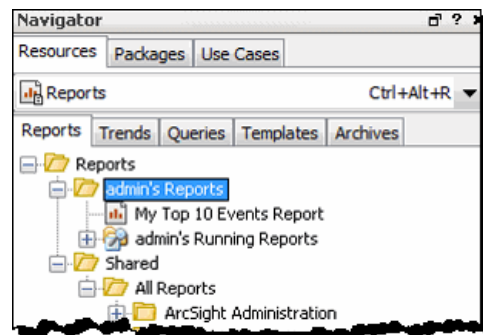 Navigator ?
Resources Packages Use Cases
Reports Ctrl+Alt+R
Reports Trends Queries Templates Archives
Reports
admin's Reports
My Top 10 Events Report
admin's Running Reports
Shared
All Reports
ArcSight Administration